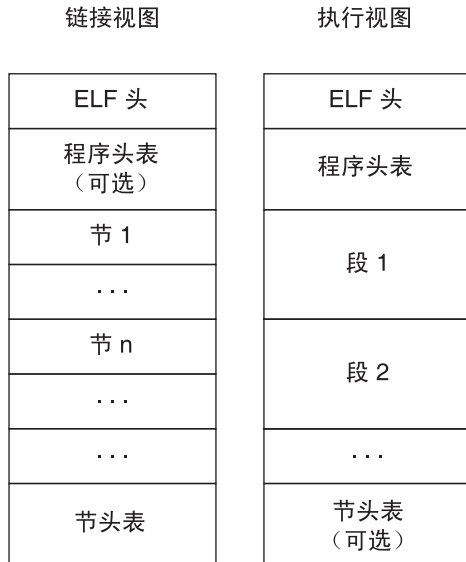 链接视图
ELF 头
程序头表
（可选）
节 1
...
节 n
...
...
节头表
执行视图
ELF 头
程序头表
段 1
段 2
...
节头表
（可选）